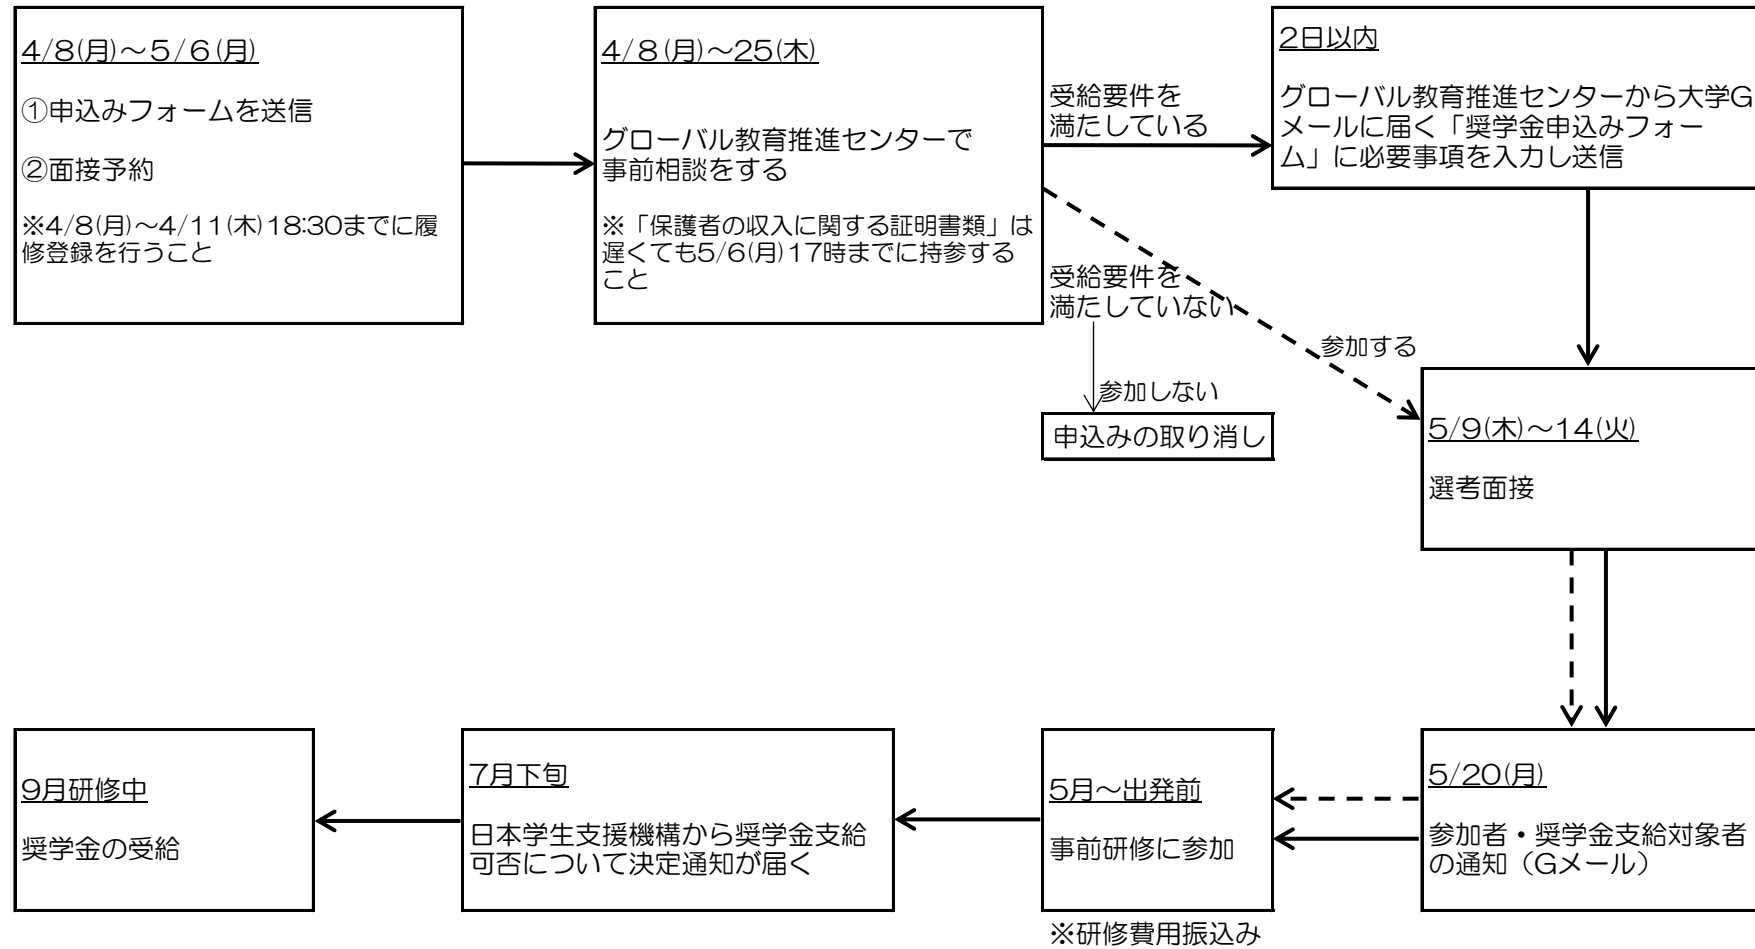 4/8(月)～5/6(月)
①申込みフォームを送信
②面接予約
※4/8(月)～4/11(木)18:30までに履
修登録を行うこと
4/8(月)～25(木)
グローバル教育推進センターで
事前相談をする
※「保護者の収入に関する証明書類」は
遅くても5/6(月)17時までに持参する
こと
受給要件を
満たしている
2日以内
グローバル教育推進センターから大学G
メールに届く「奨学金申込みフォー
ム」に必要事項を入力し送信
受給要件を
満たしていない
参加する
参加しない
申込みの取り消し
5/9(木)～14(火)
選考面接
5/20(月)
参加者・奨学金支給対象者
の通知（Gメール）
5月～出発前
事前研修に参加
※研修費用振込み
7月下旬
日本学生支援機構から奨学金支給
可否について決定通知が届く
9月研修中
奨学金の受給